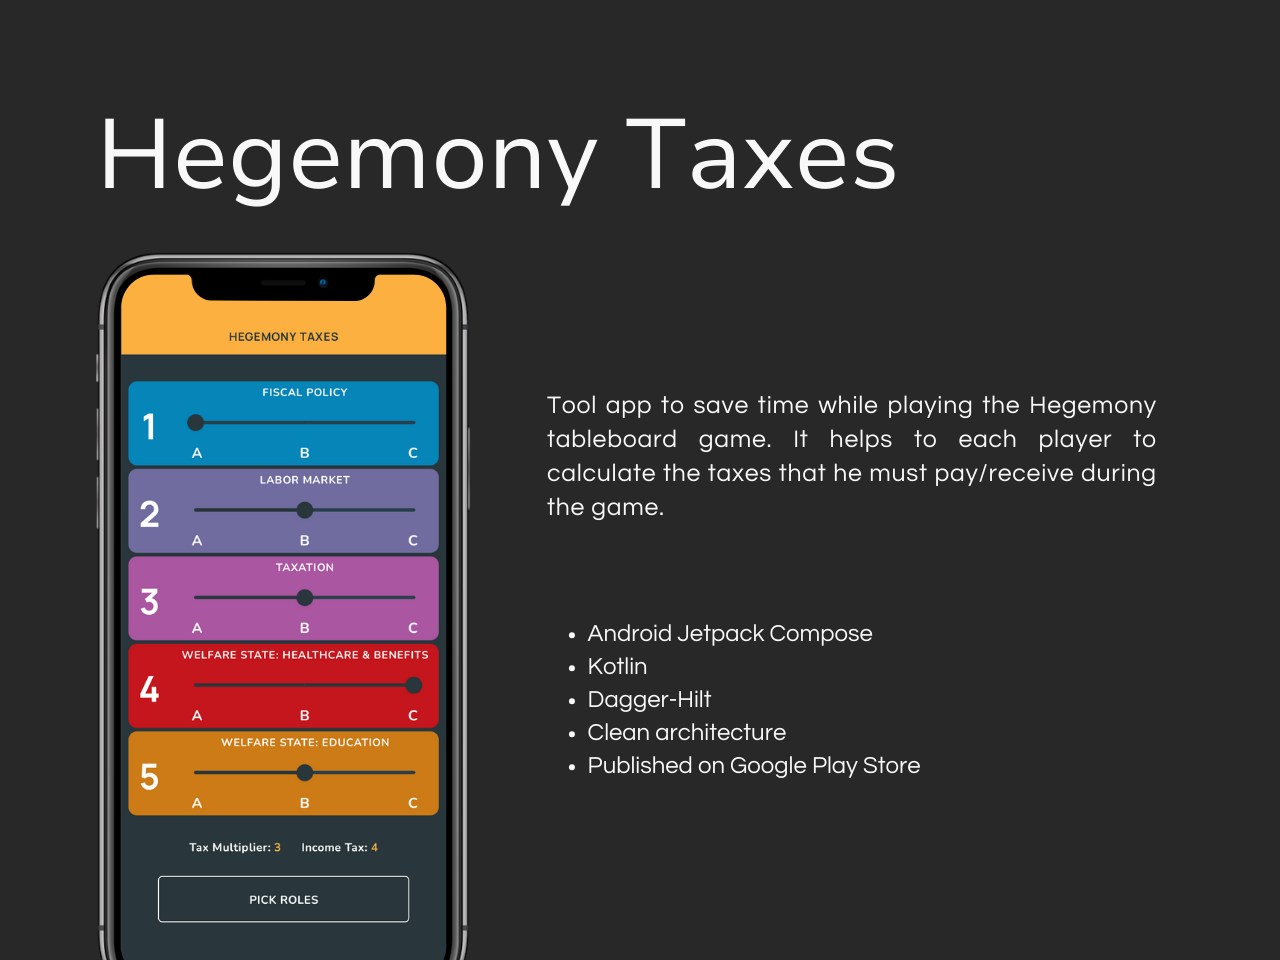 Hegemony Taxes
HEGEMONY TAXES
FISCAL POLICY
1
A B C
LABOR MARKET
2
A B C
TAXATION
3
A B C
WELFARE STATE: HEALTHCARE & BENEFITS
4
A B C
WELFARE STATE: EDUCATION
5
A B C
Tax Multiplier: 3 Income Tax: 4
PICK ROLES
Tool app to save time while playing the Hegemony
tableboard game. It helps to each player to
calculate the taxes that he must pay/receive during
the game.
• Android Jetpack Compose
• Kotlin
• Dagger-Hilt
• Clean architecture
• Published on Google Play Store